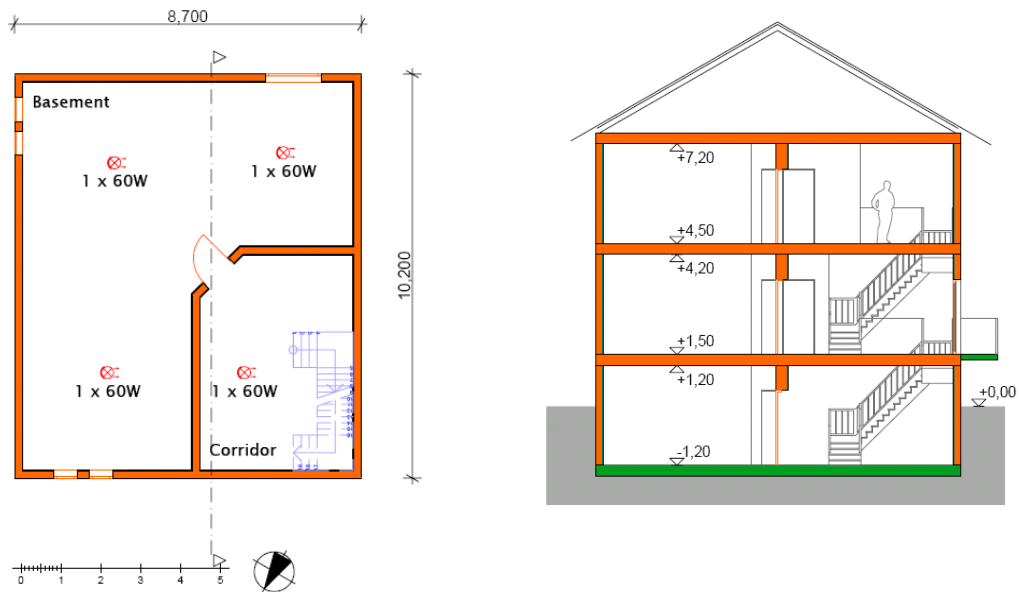 8,700
Basement
1 x 60W
1 x 60W
10,200
1 x 60W
1 x 60W
Corridor
0 1 2 3 4 5
+7,20
+4,50
+4,20
+1,50
+1,20
+0,00
-1,20